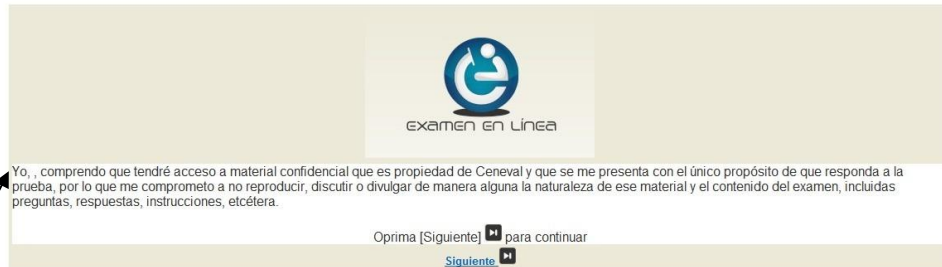 Examen en Línea
Yo, , comprendo que tendré acceso a material confidencial que es propiedad de Ceneval y que se me presenta con el único propósito de que responda a la
prueba, por lo que me comprometo a no reproducir, discutir o divulgar de manera alguna la naturaleza de ese material y el contenido del examen, incluidas
preguntas, respuestas, instrucciones, etcétera.
Oprima [Siguiente] para continuar
Siguiente